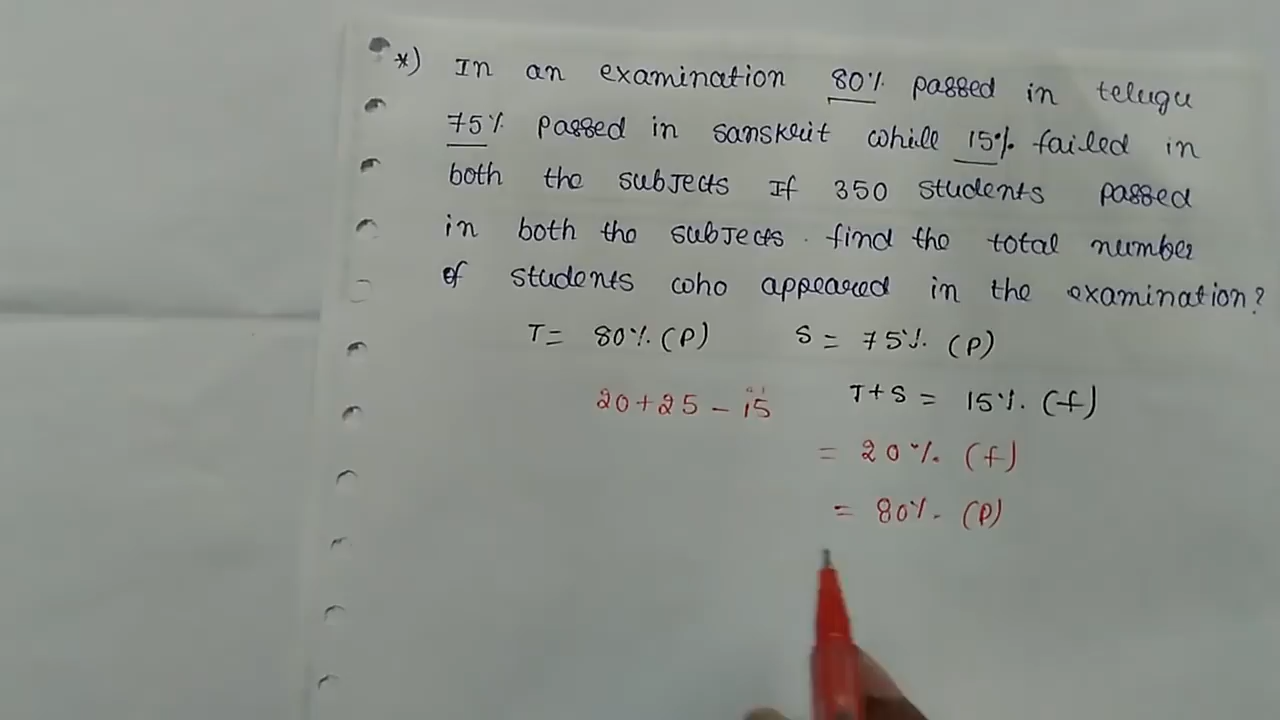 *) In an examination 80% passed in telugu
75% passed in sanskrit while 15% failed in
both the subjects If 350 students passed
in both the subjects. find the total number
of students who appeared in the examination?
T = 80% (P) S = 75% (P)
20+25-15 T+S = 15% (f)
= 20% (f)
= 80% (P)